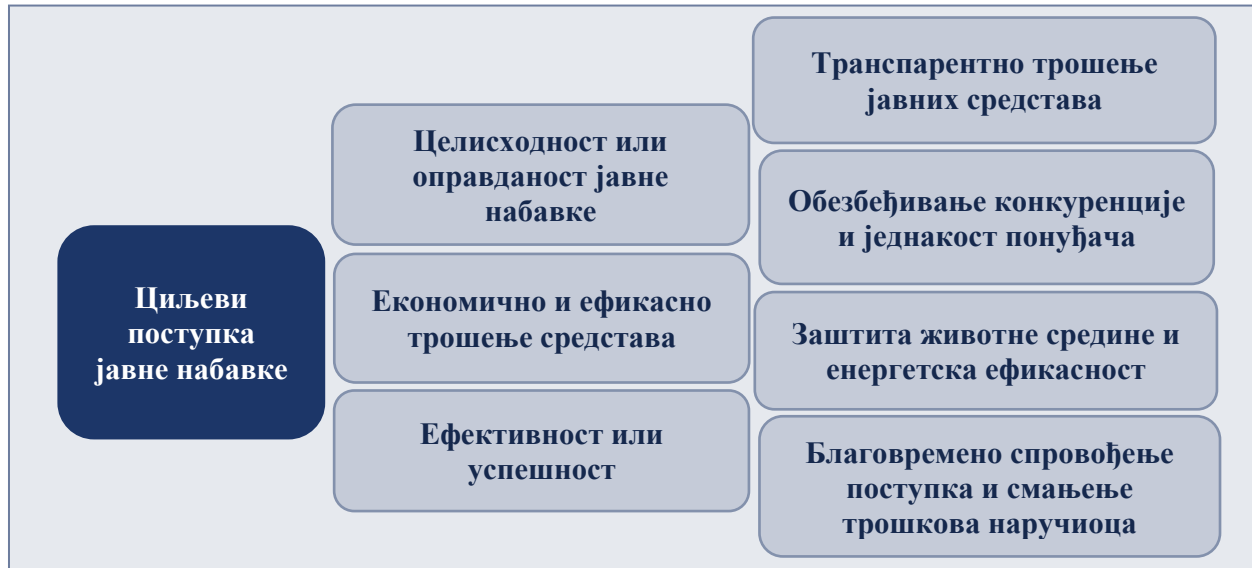 Циљеви
поступка
јавне набавке
Целисходност или
оправданост јавне
набавке
Економично и ефикасно
трошење средстава
Ефективност или
успешност
Транспарентно трошење
јавних средстава
Обезбеђивање конкуренције
и једнакост понуђача
Заштита животне средине и
енергетска ефикасност
Благовремено спровођење
поступка и смањење
трошкова наручиоца